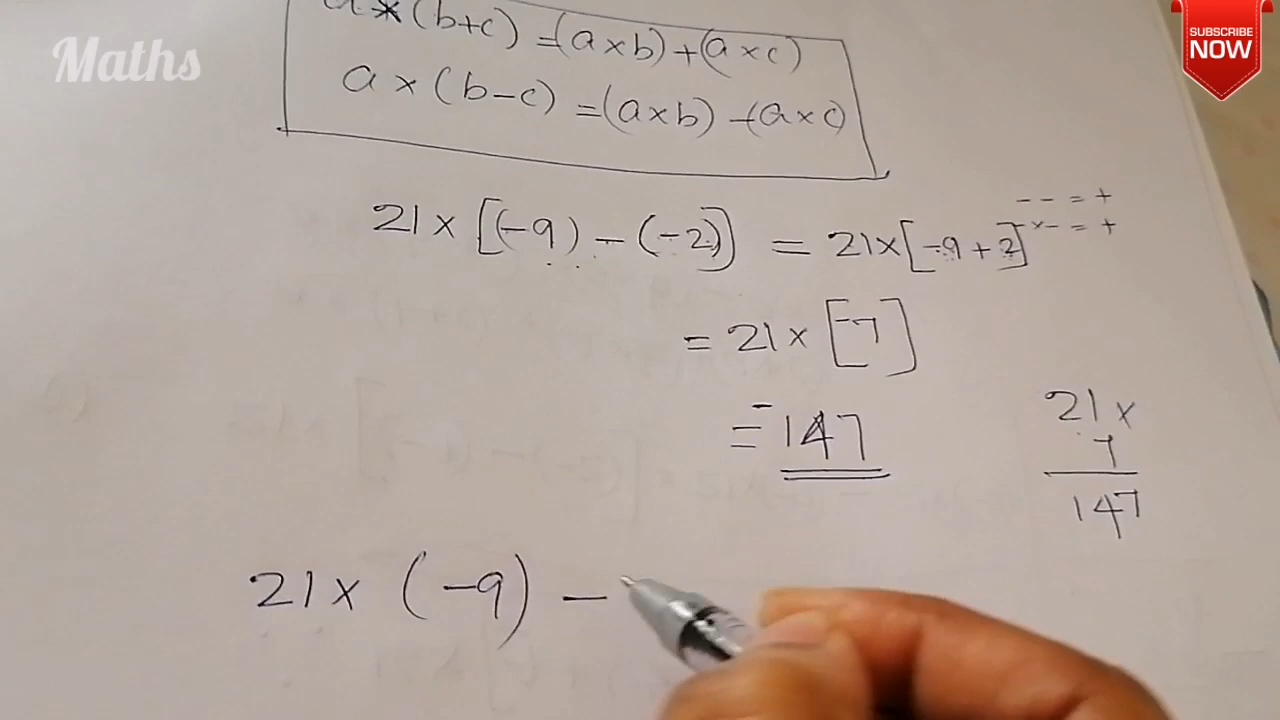 Maths
SUBSCRIBE
NOW
a × (b+c) = (a×b) + (a×c)
a × (b-c) = (a×b) - (a×c)
21 × [(-9) - (-2)] = 21 × [-9 + 2]
- - = +
- × - = +
= 21 × [-7]
= -147
21 ×
7
147
21 × (-9) -